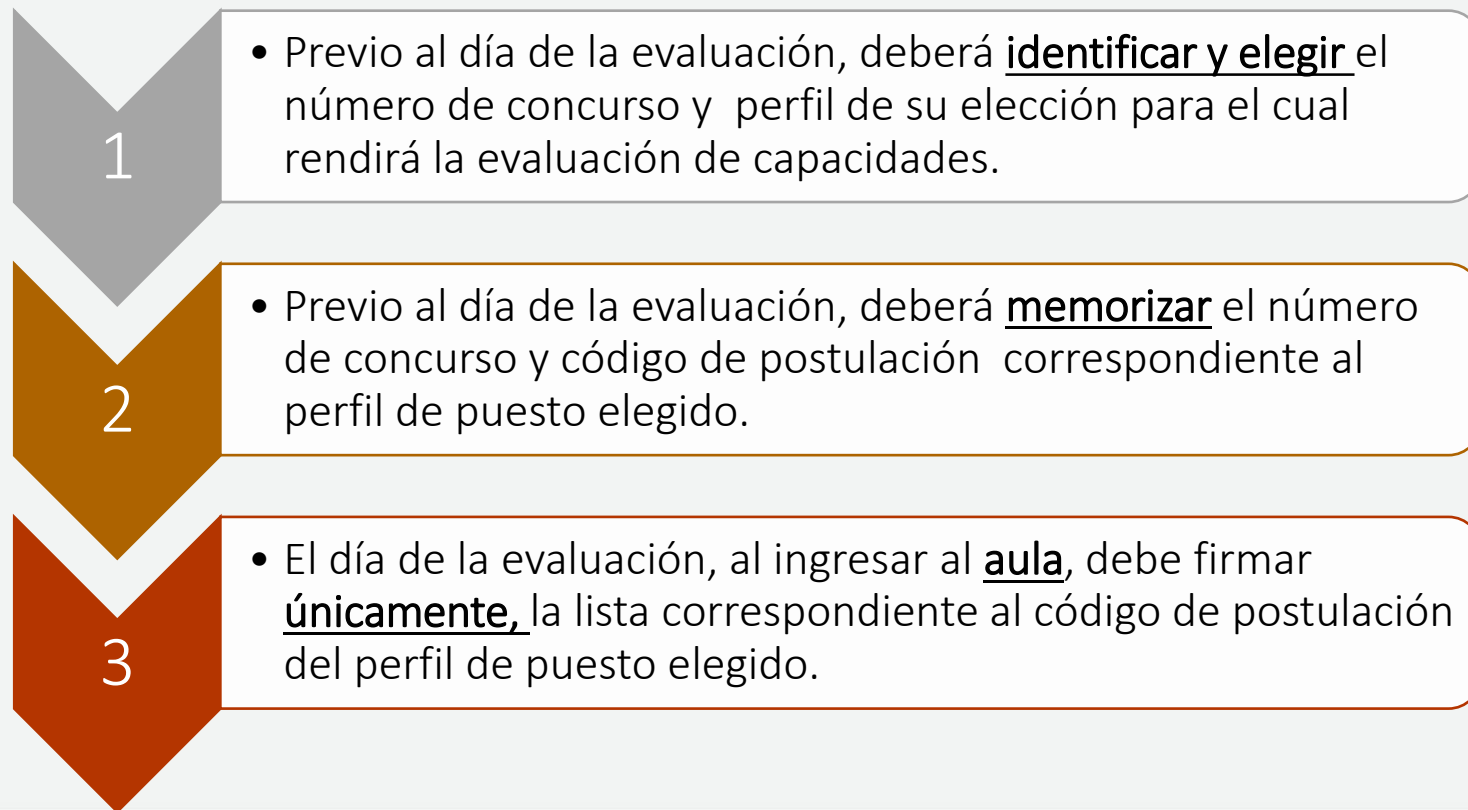 1
• Previo al día de la evaluación, deberá identificar y elegir el
número de concurso y  perfil de su elección para el cual
rendirá la evaluación de capacidades.
2
• Previo al día de la evaluación, deberá memorizar el número
de concurso y código de postulación  correspondiente al
perfil de puesto elegido.
3
• El día de la evaluación, al ingresar al aula, debe firmar
únicamente, la lista correspondiente al código de postulación
del perfil de puesto elegido.